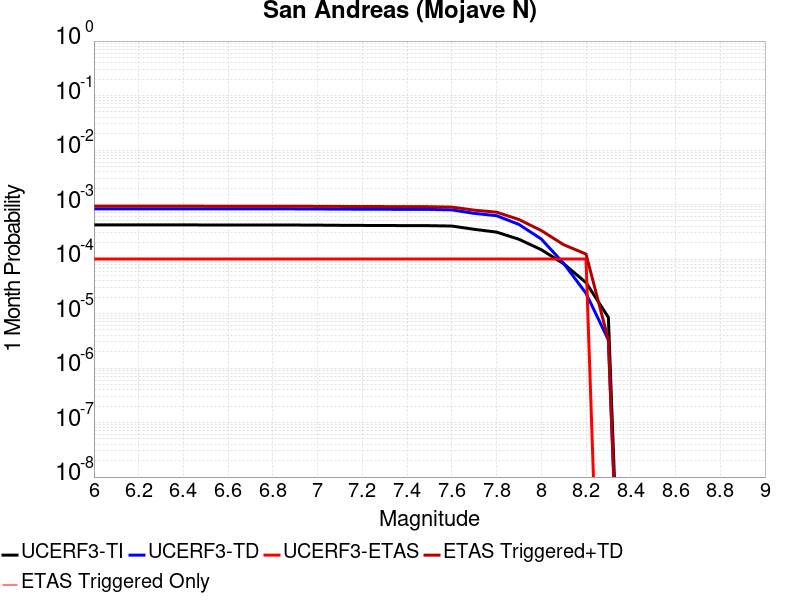 San Andreas (Mojave N)
10 0
10 -1
10 -2
10 -3
10 -4
10 -5
10 -6
10 -7
10 -8
1 Month Probability
6 6.2 6.4 6.6 6.8 7 7.2 7.4 7.6 7.8 8 8.2 8.4 8.6 8.8 9
Magnitude
UCERF3-TI UCERF3-TD UCERF3-ETAS ETAS Triggered+TD
ETAS Triggered Only